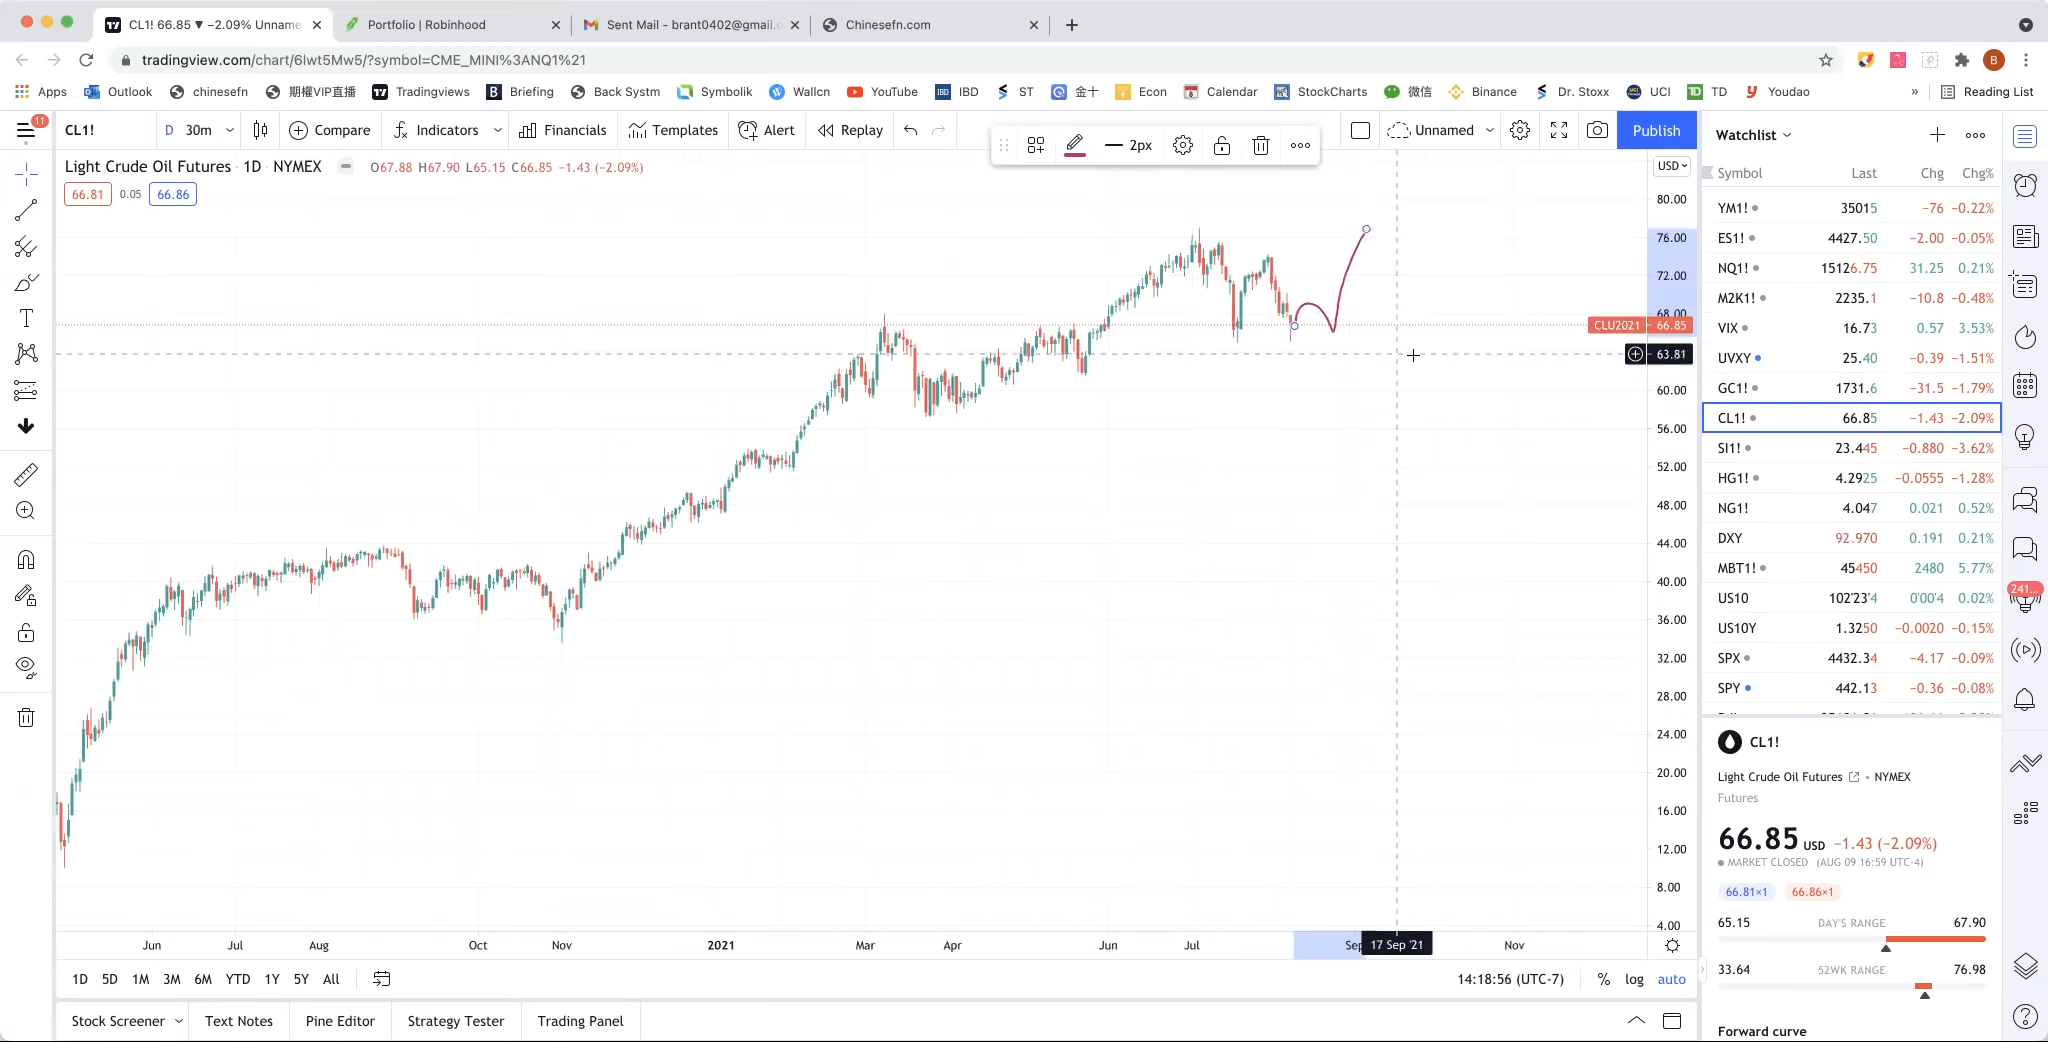 CL1! 66.85 ▼ −2.09% Unname
Portfolio | Robinhood
Sent Mail - brant0402@gmail.c
Chinesefn.com
tradingview.com/chart/6lwt5Mw5/?symbol=CME_MINI%3ANQ1%21
B
Apps Outlook chinesefn 期權VIP直播 Tradingviews Briefing Back Systm Symbolik Wallcn YouTube IBD ST 金十 Econ Calendar StockCharts 微信 Binance Dr. Stoxx UCI TD Youdao » Reading List
11
CL1! D 30m Compare Indicators Financials Templates Alert Replay 2px Unnamed Publish
Light Crude Oil Futures · 1D · NYMEX O67.88 H67.90 L65.15 C66.85 −1.43 (−2.09%)
66.81 0.05 66.86
USD
80.00
76.00
72.00
68.00
CLU2021 66.85
63.81
60.00
56.00
52.00
48.00
44.00
40.00
36.00
32.00
28.00
24.00
20.00
16.00
12.00
8.00
4.00
Jun Jul Aug Oct Nov 2021 Mar Apr Jun Jul Sep 17 Sep '21 Nov
1D 5D 1M 3M 6M YTD 1Y 5Y All 14:18:56 (UTC-7) % log auto
Stock Screener Text Notes Pine Editor Strategy Tester Trading Panel
Watchlist
Symbol Last Chg Chg%
YM1! 35015 −76 −0.22%
ES1! 4427.50 −2.00 −0.05%
NQ1! 15126.75 31.25 0.21%
M2K1! 2235.1 −10.8 −0.48%
VIX 16.73 0.57 3.53%
UVXY 25.40 −0.39 −1.51%
GC1! 1731.6 −31.5 −1.79%
CL1! 66.85 −1.43 −2.09%
SI1! 23.445 −0.880 −3.62%
HG1! 4.2925 −0.0555 −1.28%
NG1! 4.047 0.021 0.52%
DXY 92.970 0.191 0.21%
MBT1! 45450 2480 5.77%
US10 102'23'4 0'00'4 0.02%
US10Y 1.3250 −0.0020 −0.15%
SPX 4432.34 −4.17 −0.09%
SPY 442.13 −0.36 −0.08%
241...
CL1!
Light Crude Oil Futures • NYMEX
Futures
66.85 USD −1.43 (−2.09%)
MARKET CLOSED (AUG 09 16:59 UTC-4)
66.81×1 66.86×1
65.15 DAY'S RANGE 67.90
33.64 52WK RANGE 76.98
Forward curve